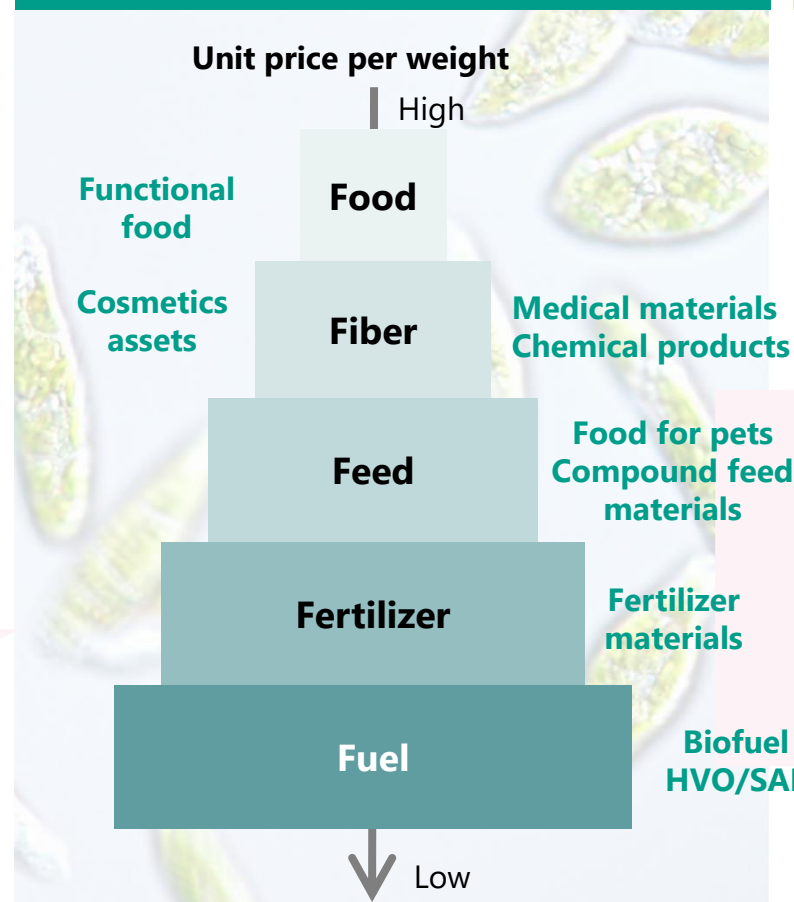 Unit price per weight
High
Functional
food
Food
Cosmetics
assets
Fiber
Medical materials
Chemical products
Feed
Food for pets
Compound feed
materials
Fertilizer
Fertilizer
materials
Fuel
Biofuel
Low